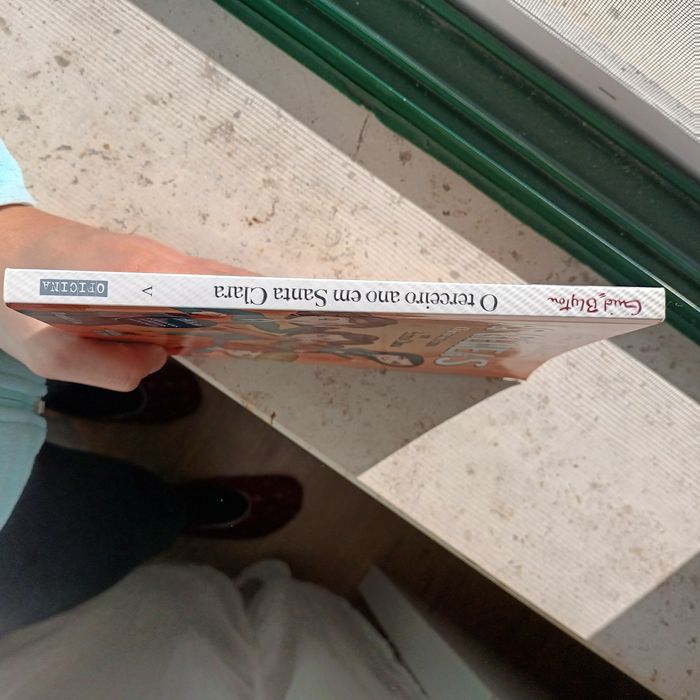 Enid Blyton
O terceiro ano em Santa Clara
V
OFICINA